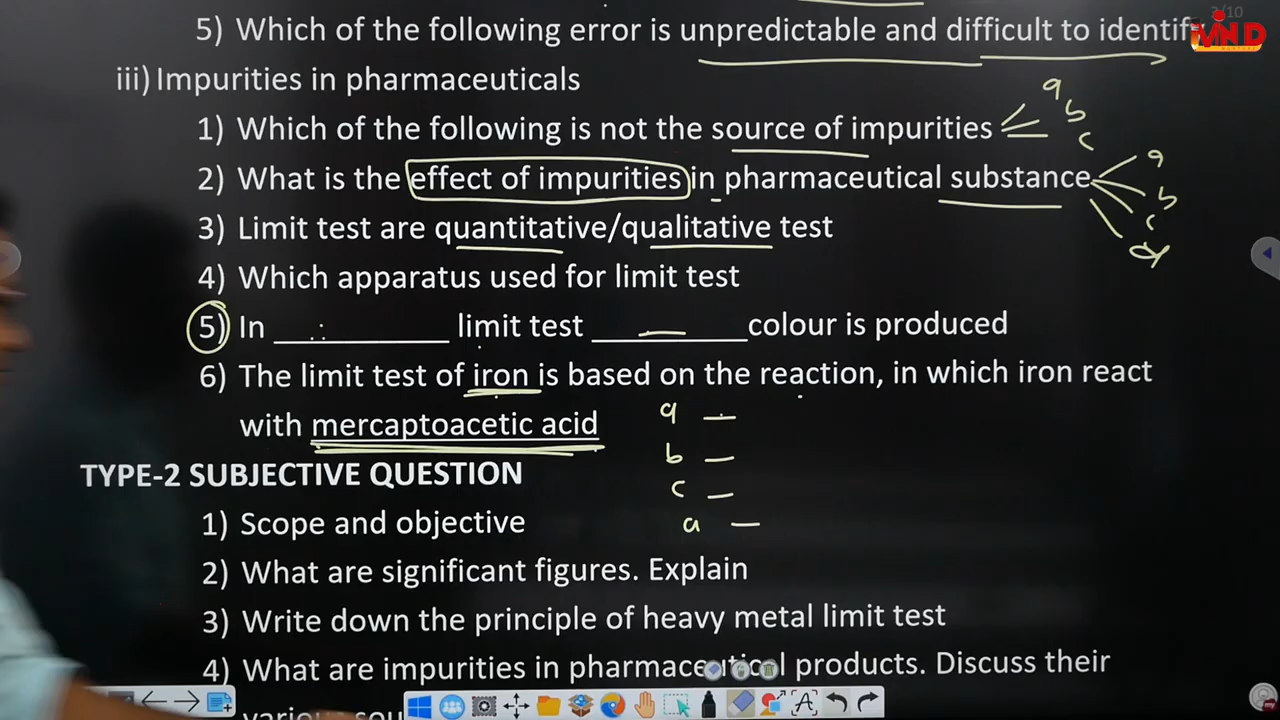 3/10
MIND
5) Which of the following error is unpredictable and difficult to identif
iii) Impurities in pharmaceuticals
1) Which of the following is not the source of impurities a b c
2) What is the effect of impurities in pharmaceutical substance a b c d
3) Limit test are quantitative/qualitative test
4) Which apparatus used for limit test
5) In __________ limit test _________ colour is produced
6) The limit test of iron is based on the reaction, in which iron react
with mercaptoacetic acid
a —
b —
c —
d —
TYPE-2 SUBJECTIVE QUESTION
1) Scope and objective
2) What are significant figures. Explain
3) Write down the principle of heavy metal limit test
4) What are impurities in pharmaceutical products. Discuss their